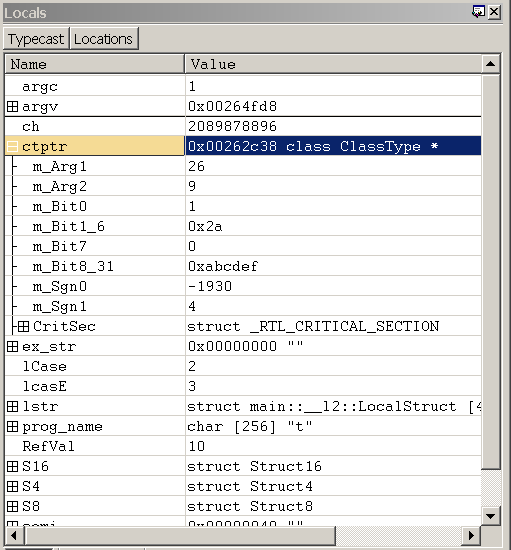 Locals
Typecast Locations
Name Value
argc 1
argv 0x00264fd8
ch 2089878896
ctptr 0x00262c38 class ClassType *
m_Arg1 26
m_Arg2 9
m_Bit0 1
m_Bit1_6 0x2a
m_Bit7 0
m_Bit8_31 0xabcdef
m_Sgn0 -1930
m_Sgn1 4
CritSec struct _RTL_CRITICAL_SECTION
ex_str 0x00000000 ""
lCase 2
lcasE 3
lstr struct main::__l2::LocalStruct [4
prog_name char [256] "t"
RefVal 10
S16 struct Struct16
S4 struct Struct4
S8 struct Struct8
0x00000040 ""